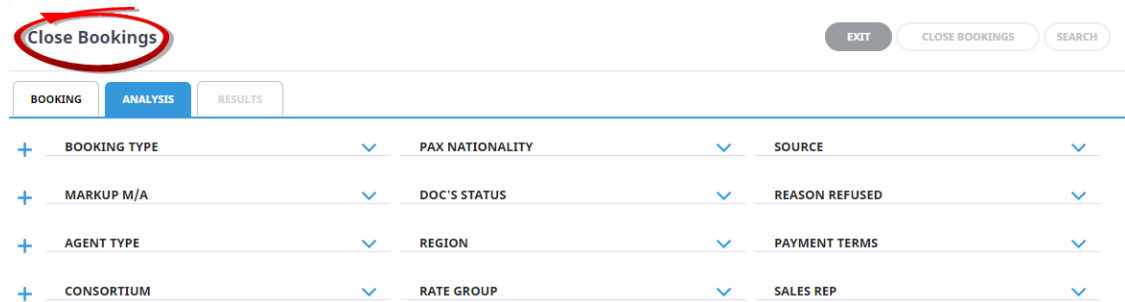 Close Bookings
EXIT CLOSE BOOKINGS SEARCH
BOOKING ANALYSIS RESULTS
BOOKING TYPE PAX NATIONALITY SOURCE
MARKUP M/A DOC'S STATUS REASON REFUSED
AGENT TYPE REGION PAYMENT TERMS
CONSORTIUM RATE GROUP SALES REP